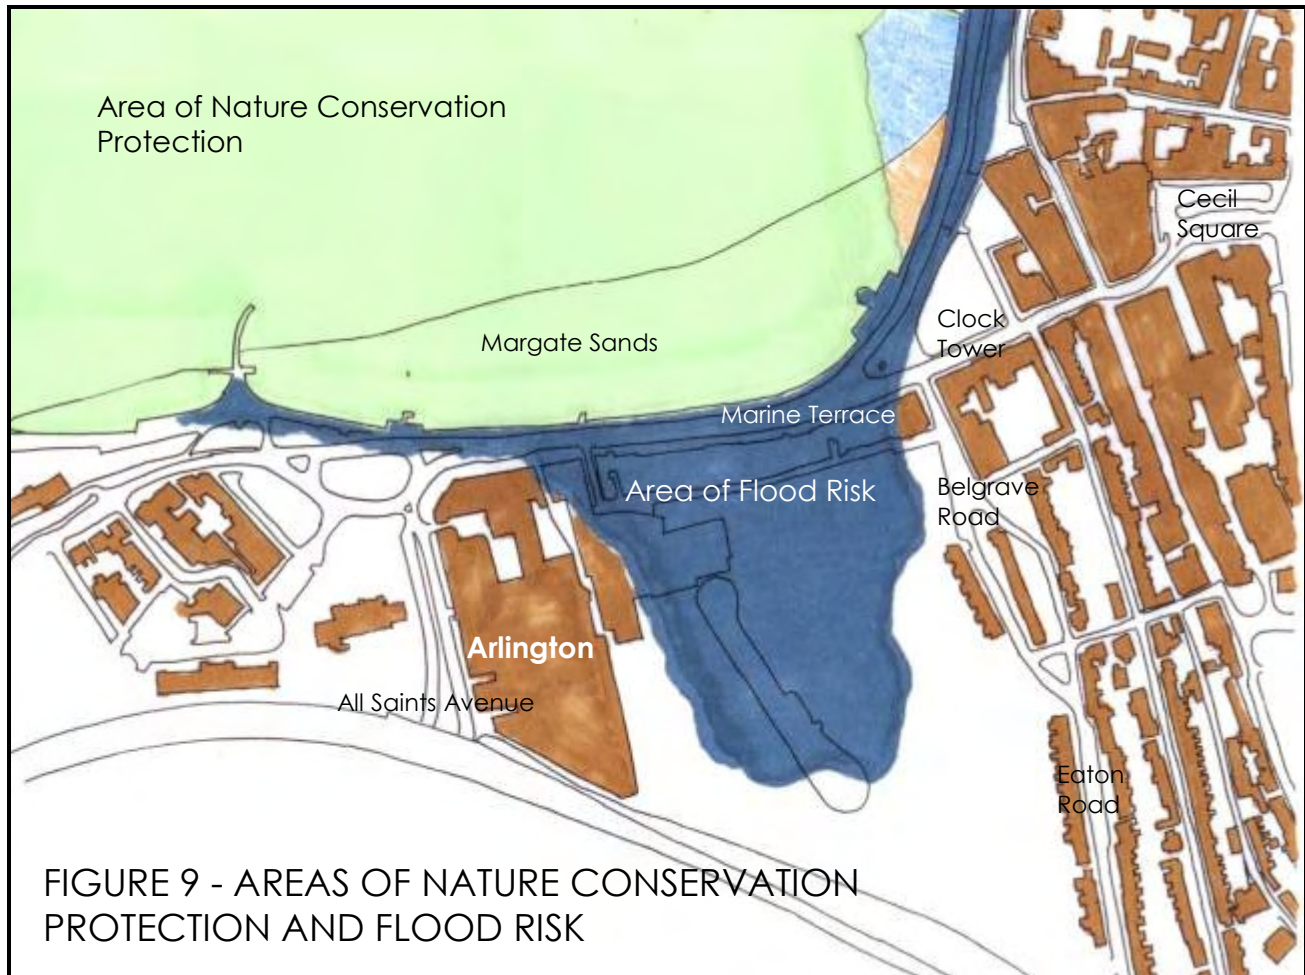 Area of Nature Conservation
Protection
Cecil
Square
Clock
Tower
Margate Sands
Marine Terrace
Area of Flood Risk
Belgrave
Road
Arlington
All Saints Avenue
Eaton
Road
FIGURE 9 - AREAS OF NATURE CONSERVATION
PROTECTION AND FLOOD RISK